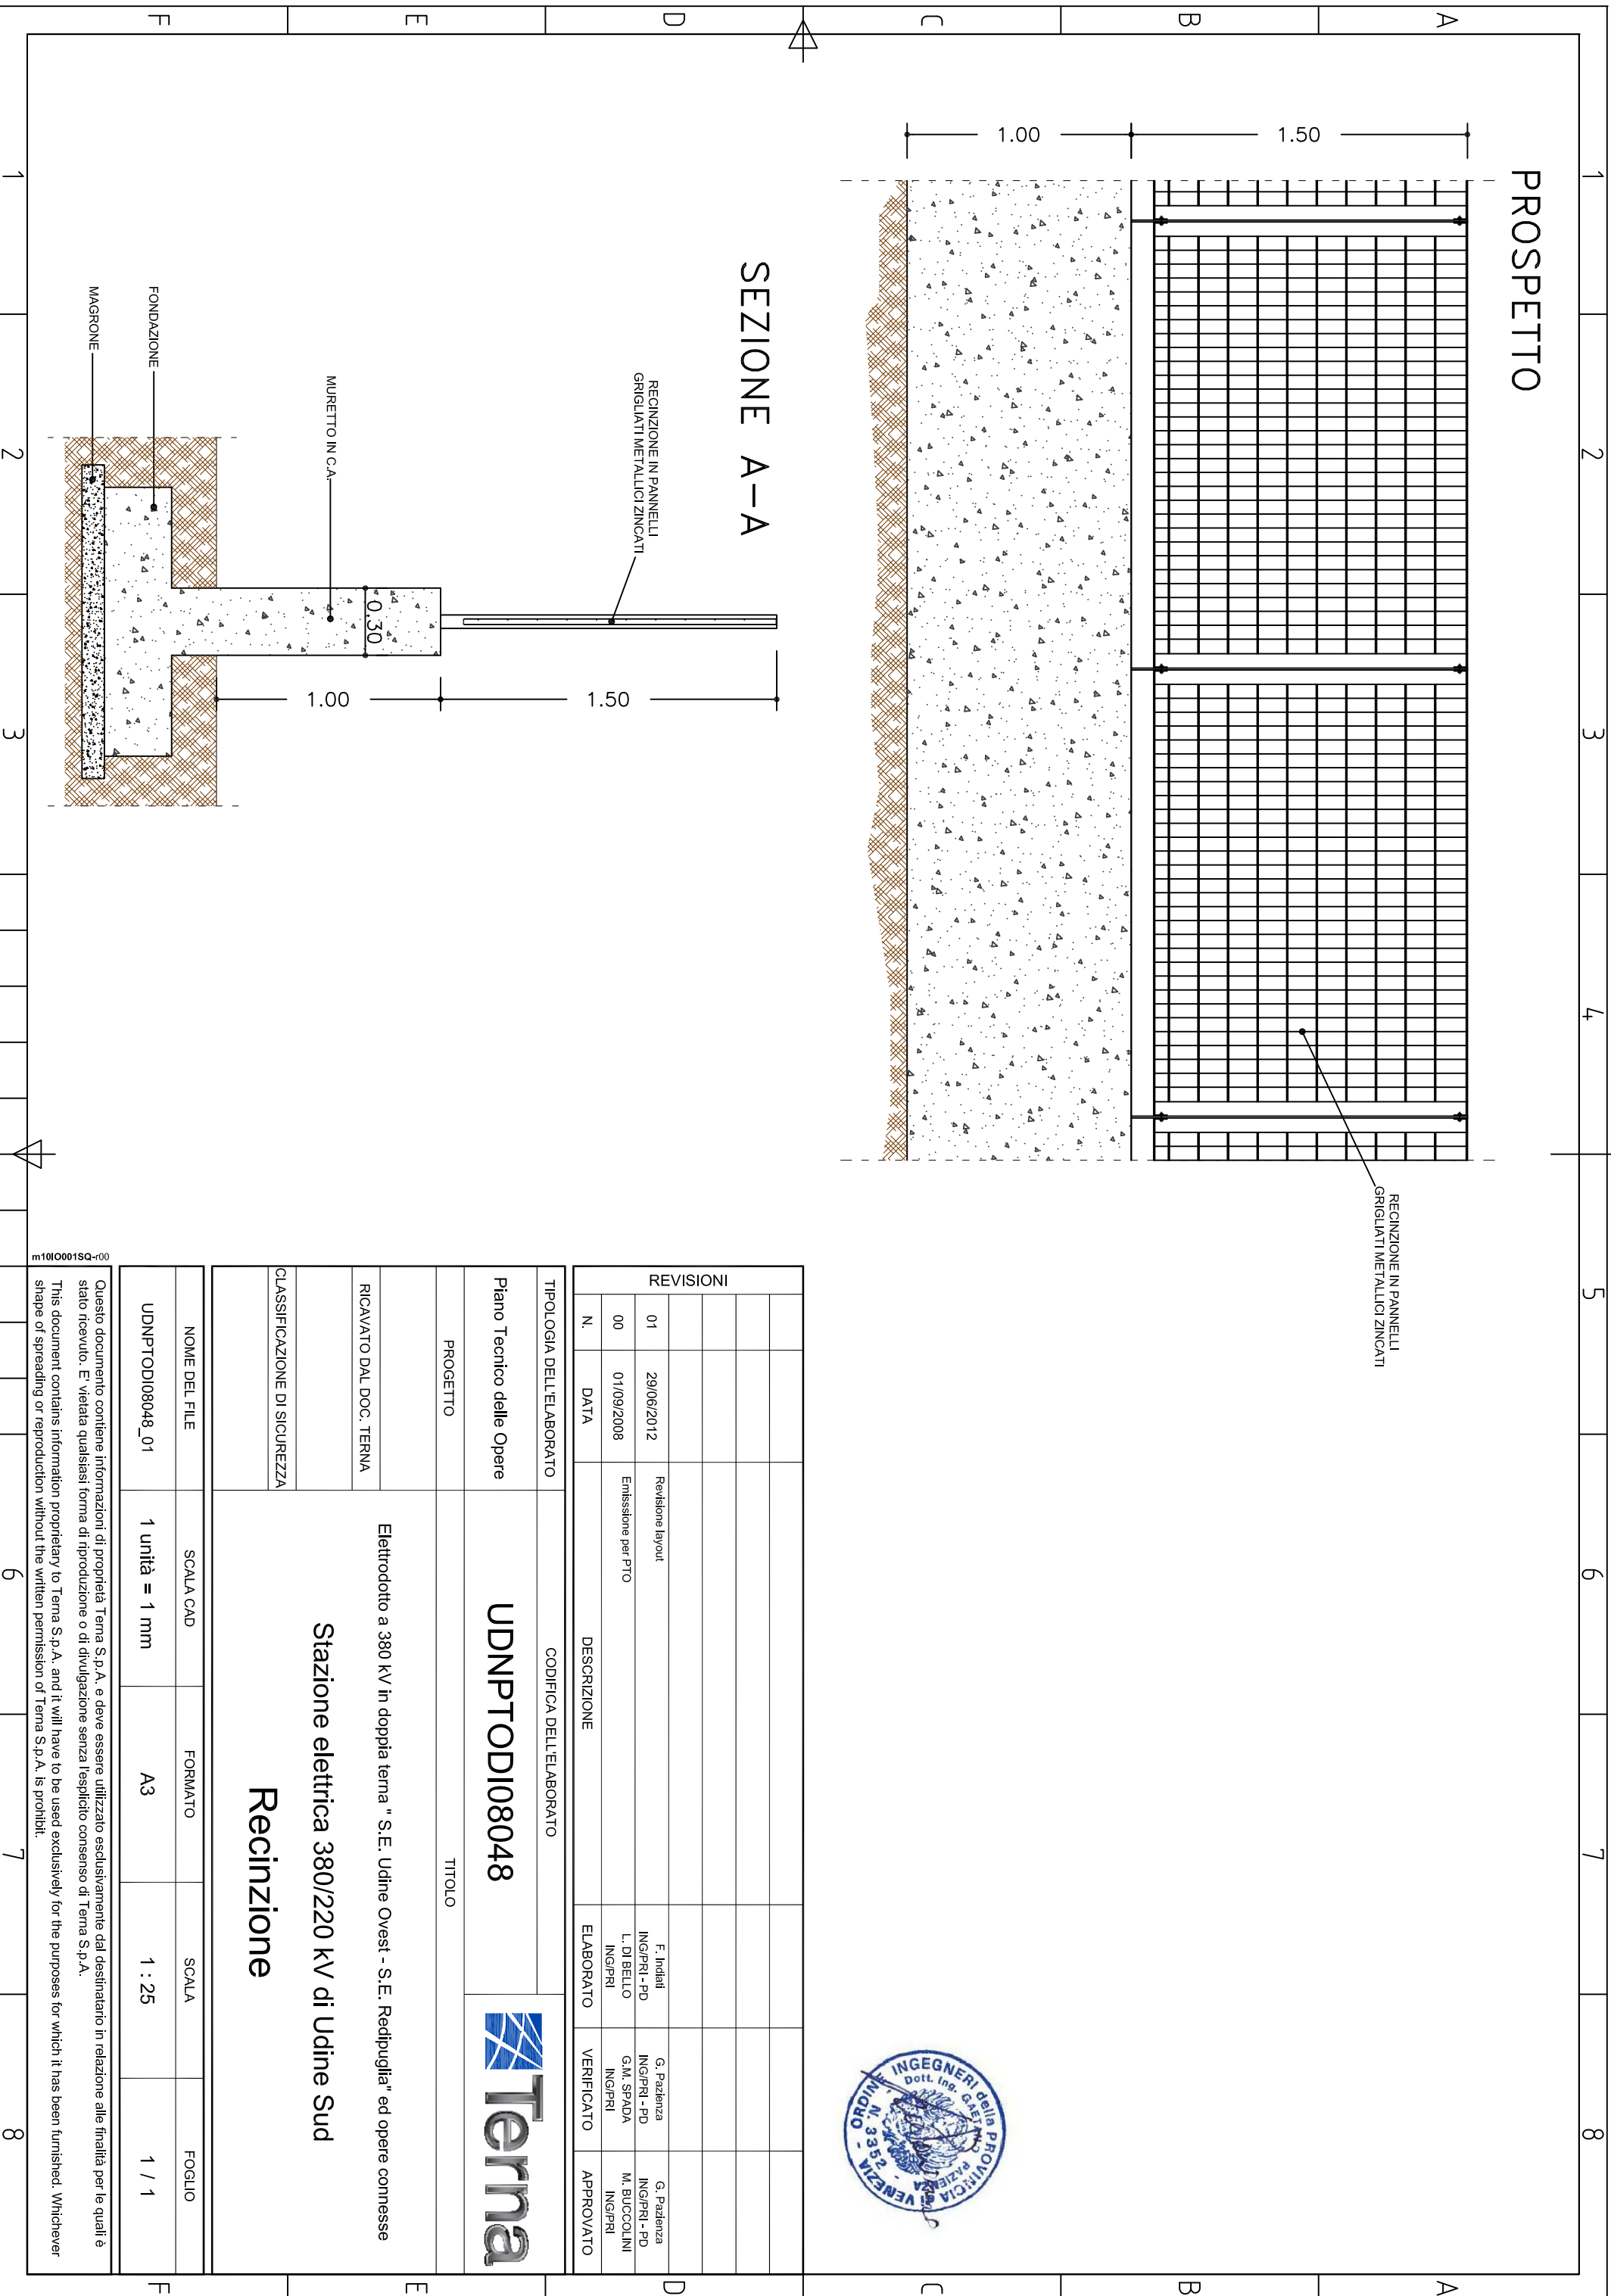 A
B
C
D
E
F
1
2
3
4
5
6
7
8
PROSPETTO
1.50
1.00
RECINZIONE IN PANNELLI
GRIGLIATI METALLICI ZINCATI
SEZIONE A-A
RECINZIONE IN PANNELLI
GRIGLIATI METALLICI ZINCATI
MURETTO IN C.A.
FONDAZIONE
MAGRONE
0.30
1.50
1.00
ORDINE INGEGNERI della PROVINCIA di VENEZIA
Dott. Ing. GAETANO PAZIENZA
N. 3352
REVISIONI
01 29/06/2012 Revisione layout F. Indiati ING/PRI - PD G. Pazienza ING/PRI - PD G. Pazienza ING/PRI - PD
00 01/09/2008 Emisssione per PTO L. DI BELLO ING/PRI G.M. SPADA ING/PRI M. BUCCOLINI ING/PRI
N. DATA DESCRIZIONE ELABORATO VERIFICATO APPROVATO
TIPOLOGIA DELL'ELABORATO
Piano Tecnico delle Opere
CODIFICA DELL'ELABORATO
UDNPTODI08048
Terna
PROGETTO
TITOLO
RICAVATO DAL DOC. TERNA
CLASSIFICAZIONE DI SICUREZZA
Elettrodotto a 380 kV in doppia terna " S.E. Udine Ovest - S.E. Redipuglia" ed opere connesse
Stazione elettrica 380/220 kV di Udine Sud
Recinzione
NOME DEL FILE SCALA CAD FORMATO SCALA FOGLIO
UDNPTODI08048_01 1 unità = 1 mm A3 1 : 25 1 / 1
Questo documento contiene informazioni di proprietà Terna S.p.A. e deve essere utilizzato esclusivamente dal destinatario in relazione alle finalità per le quali è
stato ricevuto. E' vietata qualsiasi forma di riproduzione o di divulgazione senza l'esplicito consenso di Terna S.p.A.
This document contains information proprietary to Terna S.p.A. and it will have to be used exclusively for the purposes for which it has been furnished. Whichever
shape of spreading or reproduction without the written permission of Terna S.p.A. is prohibit.
m10IO001SQ-r00
1
2
3
6
7
8
F
E
D
C
B
A